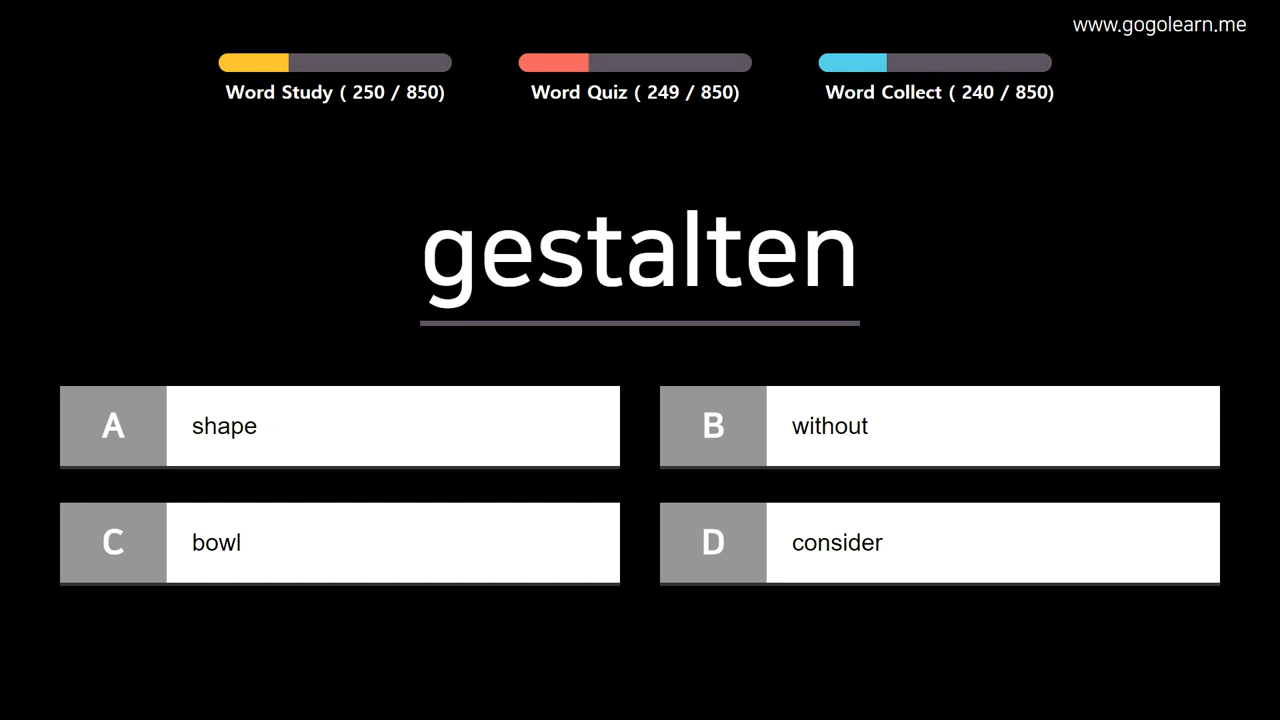 www.gogolearn.me
Word Study ( 250 / 850)
Word Quiz ( 249 / 850)
Word Collect ( 240 / 850)
gestalten
A shape
B without
C bowl
D consider